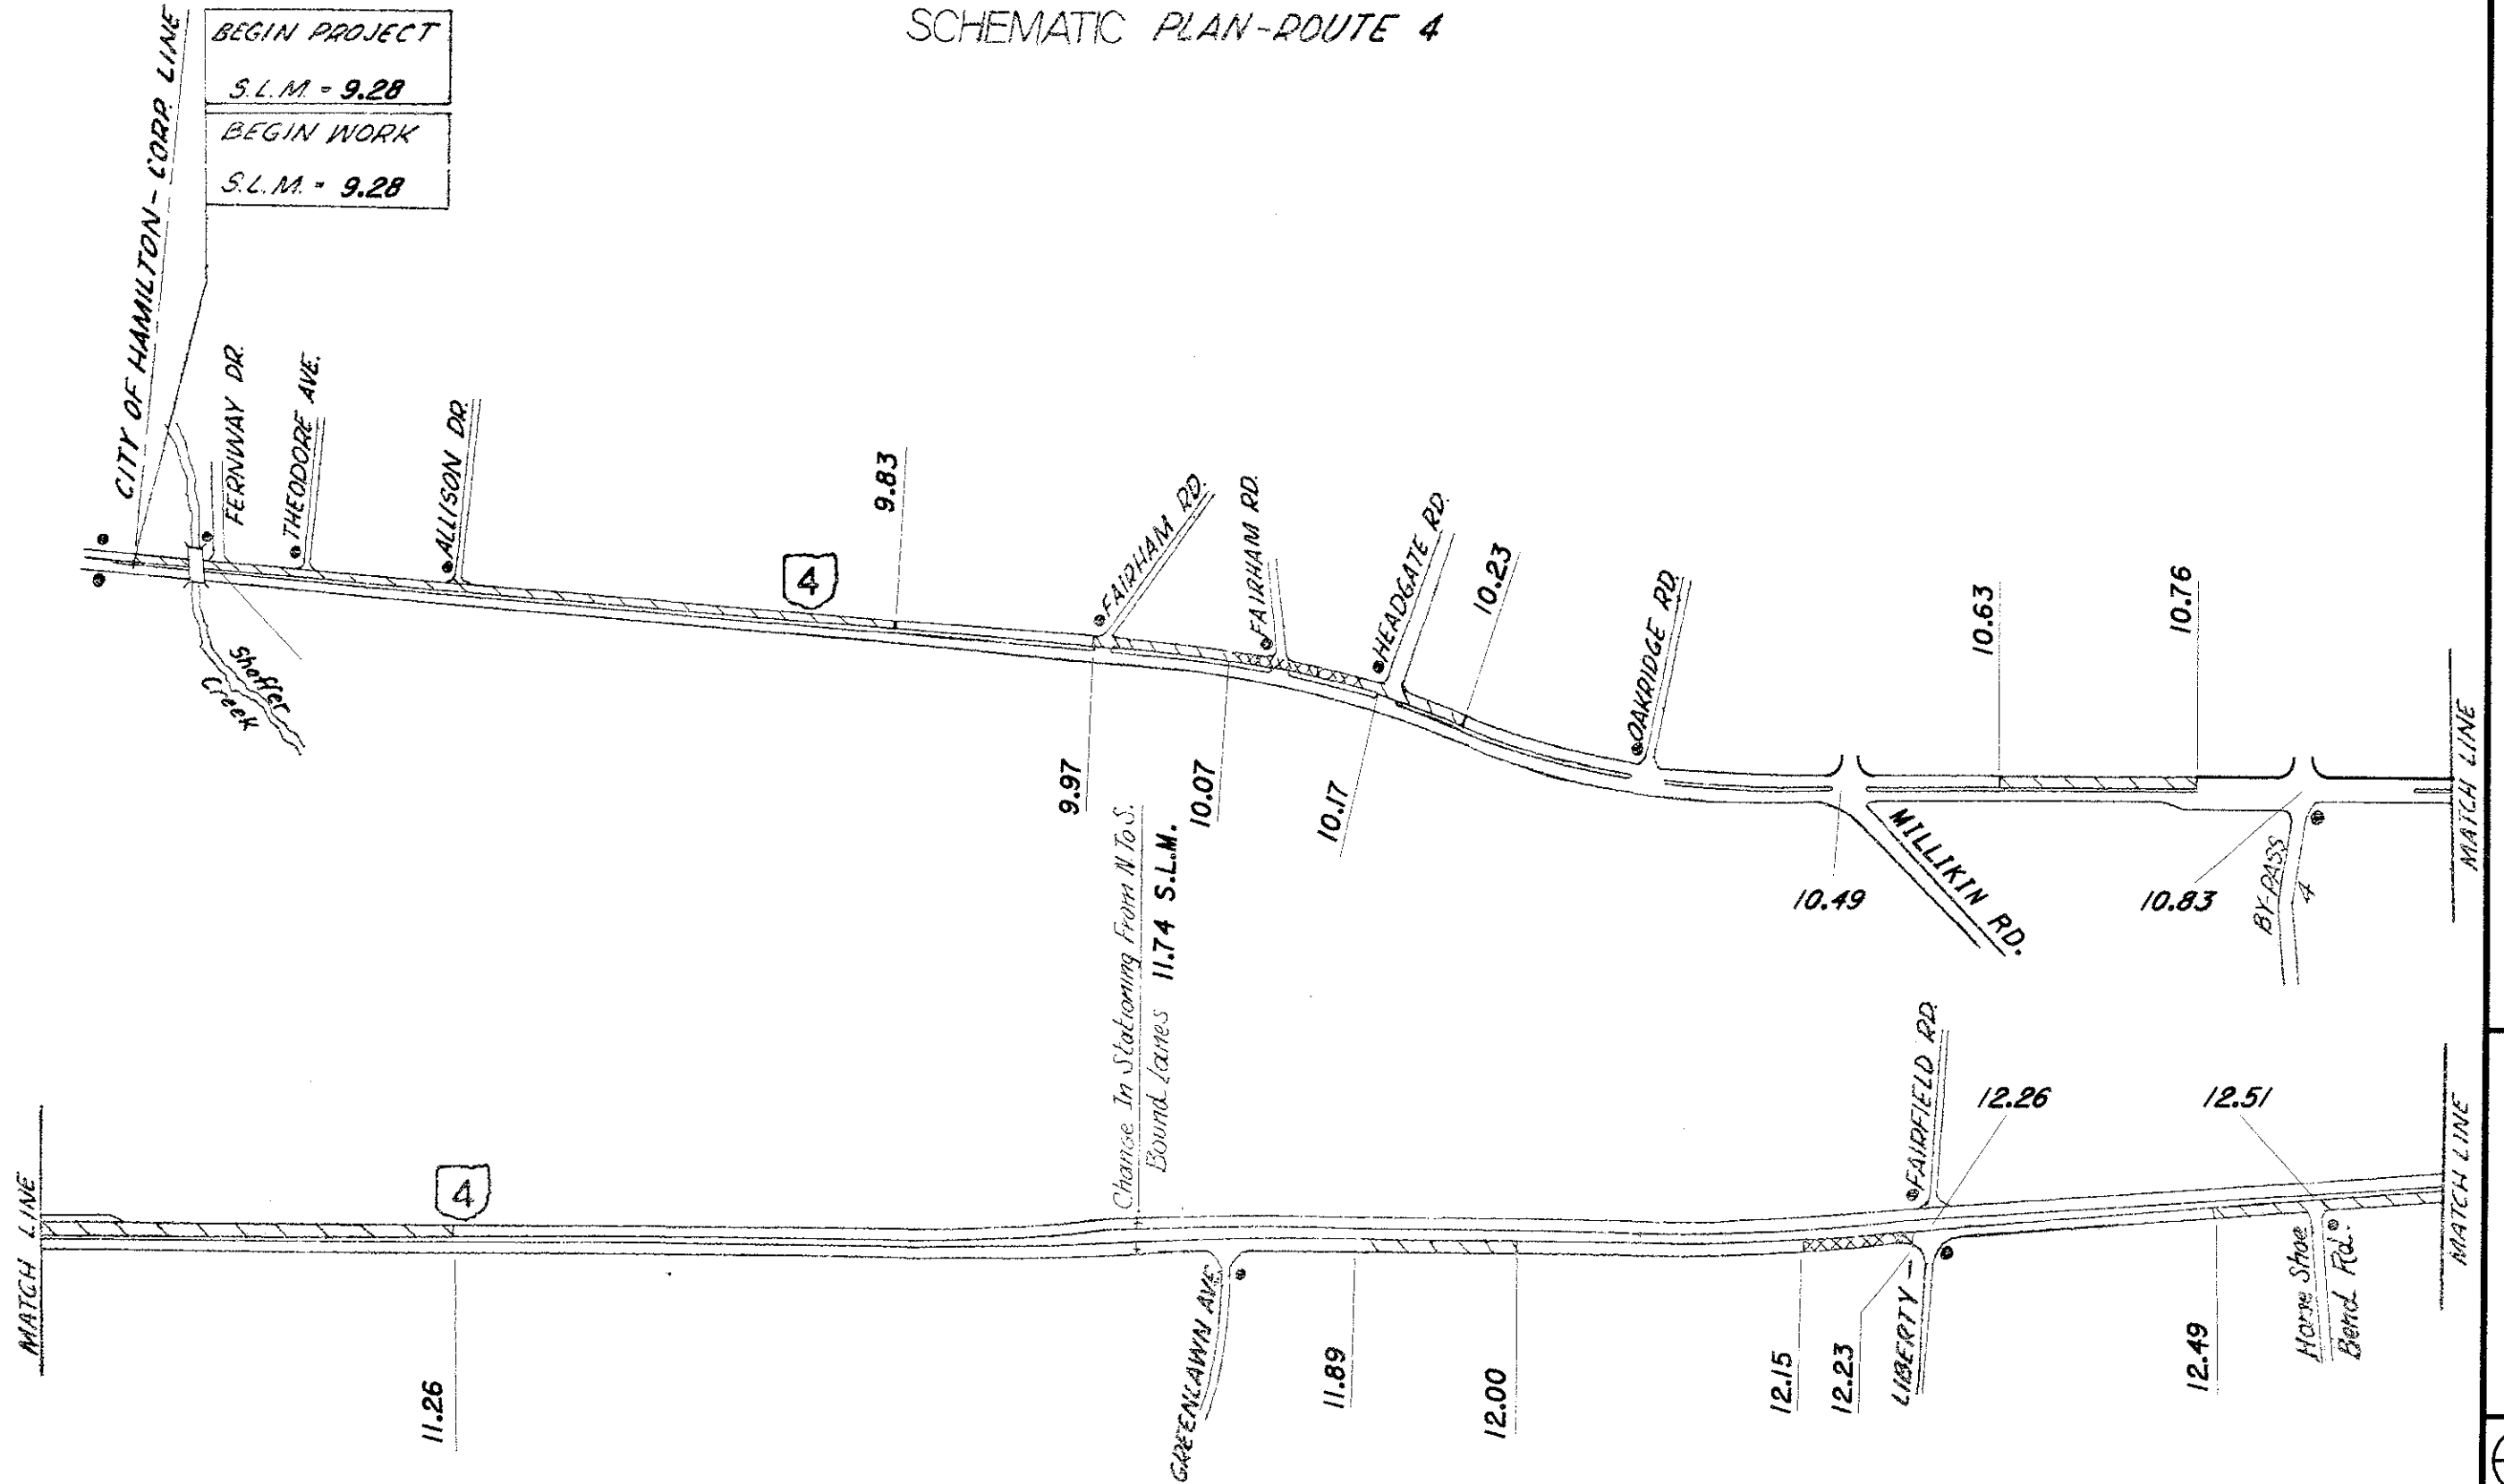 SCHEMATIC PLAN-ROUTE 4
BEGIN PROJECT
S.L.M. = 9.28
BEGIN WORK
S.L.M. = 9.28
CITY OF HAMILTON-CORP. LINE
FERNWAY DR.
THEODORE AVE.
ALLISON DR.
9.83
4
FAIRHAM RD.
FAIRHAM RD.
HEADGATE RD.
10.23
OAKRIDGE RD.
10.63
10.76
MATCH LINE
Shaffer
Creek
9.97
10.07
10.17
10.49
MILLIKIN RD.
10.83
BY-PASS
4
Change In Stationing From N. To S.
Bound Lanes 11.74 S.L.M.
MATCH LINE
4
11.26
GREENLAWN AVE.
11.89
12.00
12.15
12.23
LIBERTY -
FAIRFIELD RD.
12.26
12.51
12.49
Horse Shoe
Bend Rd.
MATCH LINE